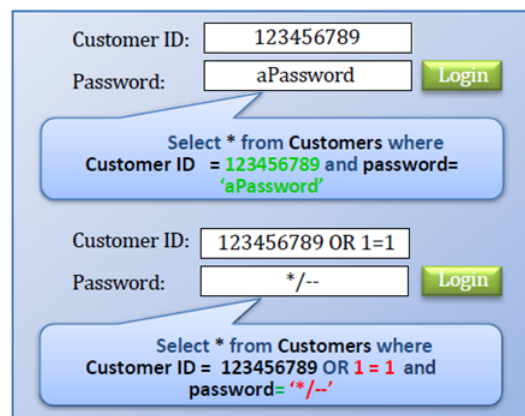 Customer ID: 123456789
Password: aPassword Login
Select * from Customers where
Customer ID = 123456789 and password=
‘aPassword’
Customer ID: 123456789 OR 1=1
Password: */-- Login
Select * from Customers where
Customer ID = 123456789 OR 1 = 1 and
password= ‘*/--’